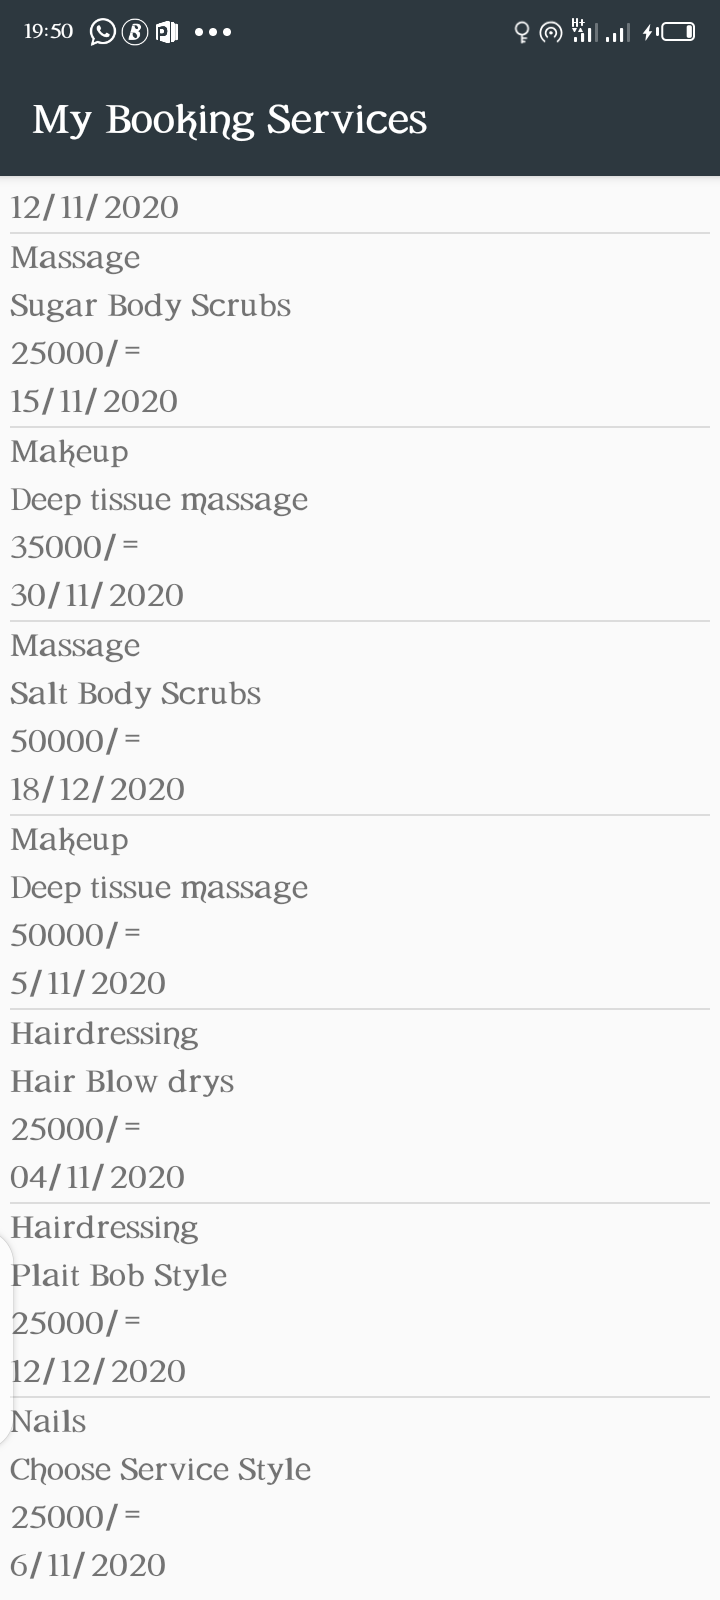 19:50
My Booking Services
12/11/2020
Massage
Sugar Body Scrubs
25000/=
15/11/2020
Makeup
Deep tissue massage
35000/=
30/11/2020
Massage
Salt Body Scrubs
50000/=
18/12/2020
Makeup
Deep tissue massage
50000/=
5/11/2020
Hairdressing
Hair Blow drys
25000/=
04/11/2020
Hairdressing
Plait Bob Style
25000/=
12/12/2020
Nails
Choose Service Style
25000/=
6/11/2020